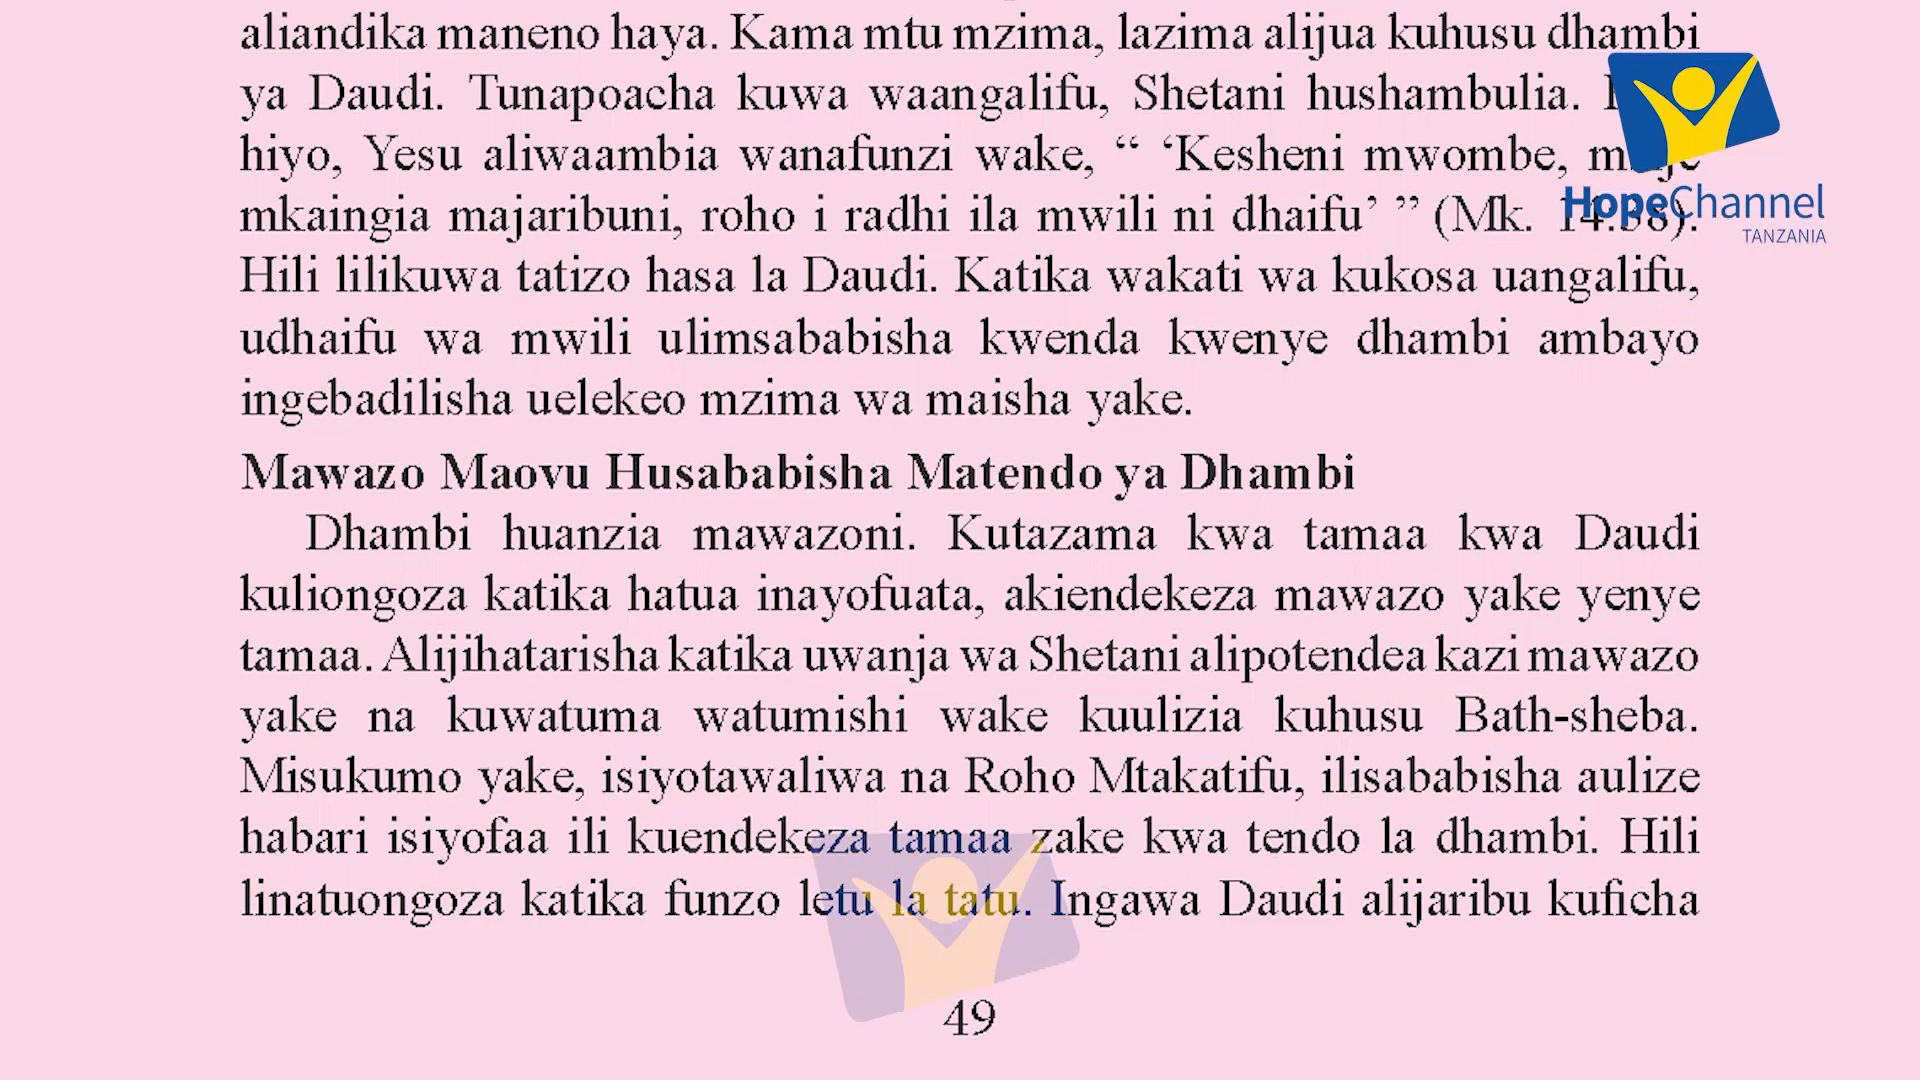 aliandika maneno haya. Kama mtu mzima, lazima alijua kuhusu dhambi
ya Daudi. Tunapoacha kuwa waangalifu, Shetani hushambulia.
hiyo, Yesu aliwaambia wanafunzi wake, “ ‘Kesheni mwombe,
mkaingia majaribuni, roho i radhi ila mwili ni dhaifu’ ” (Mk. 14:38).
Hili lilikuwa tatizo hasa la Daudi. Katika wakati wa kukosa uangalifu,
udhaifu wa mwili ulimsababisha kwenda kwenye dhambi ambayo
ingebadilisha uelekeo mzima wa maisha yake.
Mawazo Maovu Husababisha Matendo ya Dhambi
Dhambi huanzia mawazoni. Kutazama kwa tamaa kwa Daudi
kuliongoza katika hatua inayofuata, akiendekeza mawazo yake yenye
tamaa. Alijihatarisha katika uwanja wa Shetani alipotendea kazi mawazo
yake na kuwatuma watumishi wake kuulizia kuhusu Bath-sheba.
Misukumo yake, isiyotawaliwa na Roho Mtakatifu, ilisababisha aulize
habari isiyofaa ili kuendekeza tamaa zake kwa tendo la dhambi. Hili
linatuongoza katika funzo letu la tatu. Ingawa Daudi alijaribu kuficha
49
HopeChannel
TANZANIA